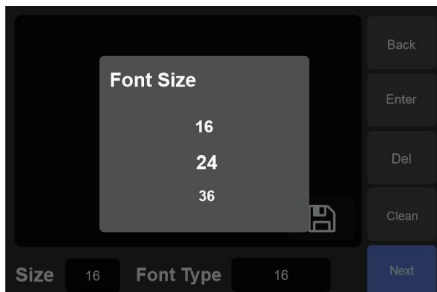 Back
Font Size
Enter
16
24
Del
36
Clean
Size 16 Font Type 16 Next